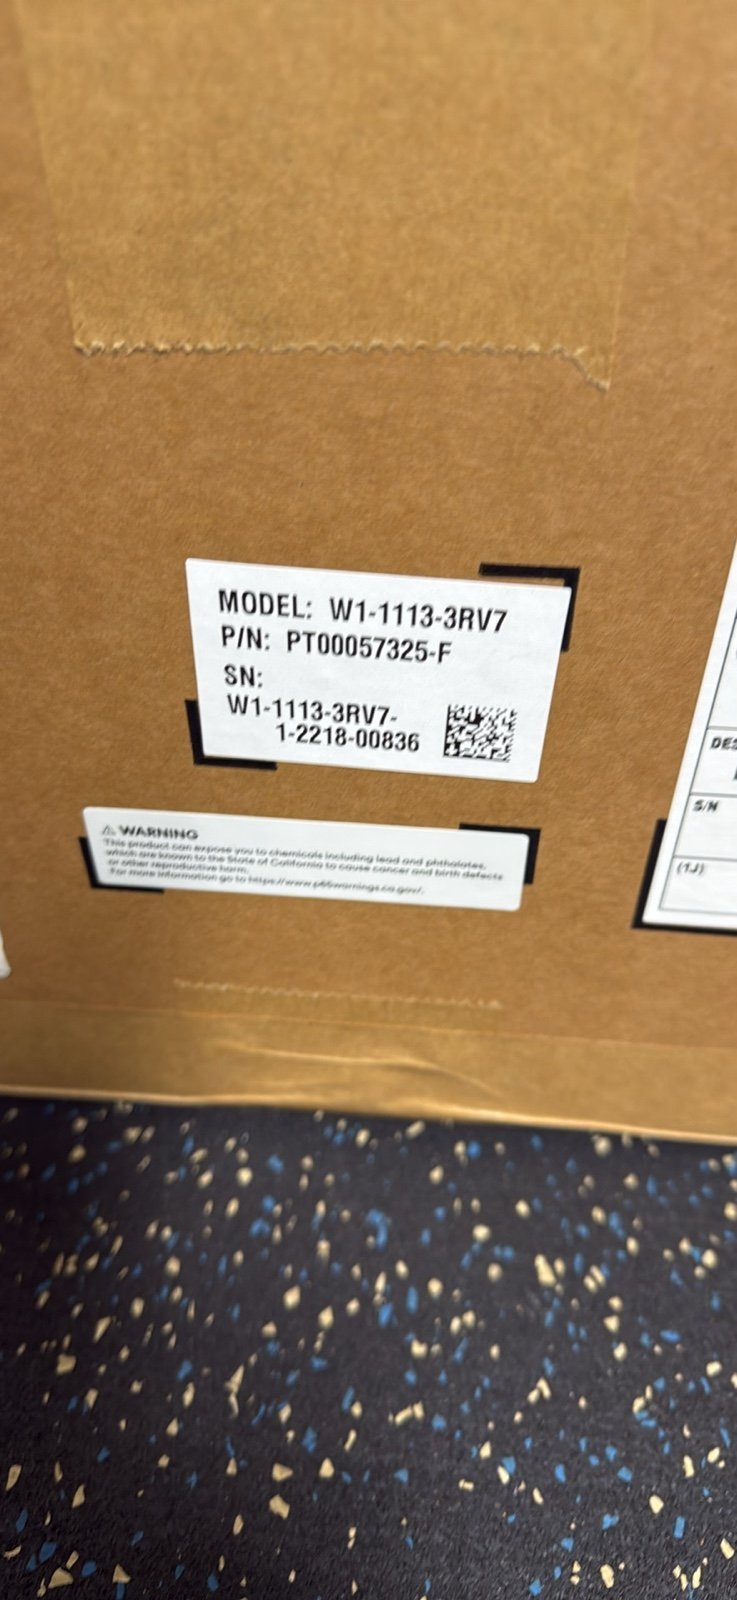 MODEL: W1-1113-3RV7
P/N: PT00057325-F
SN:
W1-1113-3RV7-
1-2218-00836
⚠ WARNING
This product can expose you to chemicals including lead and phthalates,
which are known to the State of California to cause cancer and birth defects
or other reproductive harm.
For more information go to https://www.p65warnings.ca.gov/.
DES
S/N
(1J)